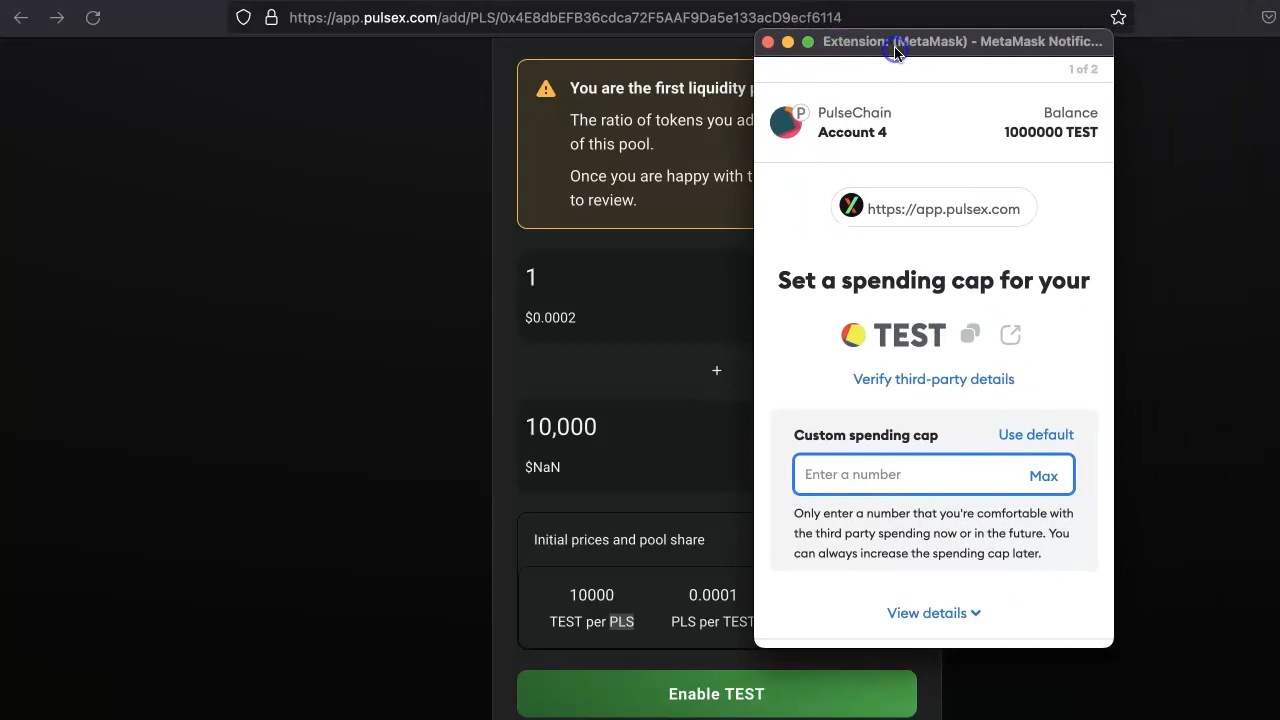 https://app.pulsex.com/add/PLS/0x4E8dbEFB36cdca72F5AAF9Da5e133acD9ecf6114
You are the first liquidity
The ratio of tokens you ad
of this pool.
Once you are happy with t
to review.
1
$0.0002
+
10,000
$NaN
Initial prices and pool share
10000
0.0001
TEST per PLS
PLS per TEST
Enable TEST
Extension: (MetaMask) - MetaMask Notific...
1 of 2
P
PulseChain
Balance
Account 4
1000000 TEST
https://app.pulsex.com
Set a spending cap for your
TEST
Verify third-party details
Custom spending cap
Use default
Enter a number
Max
Only enter a number that you're comfortable with
the third party spending now or in the future. You
can always increase the spending cap later.
View details